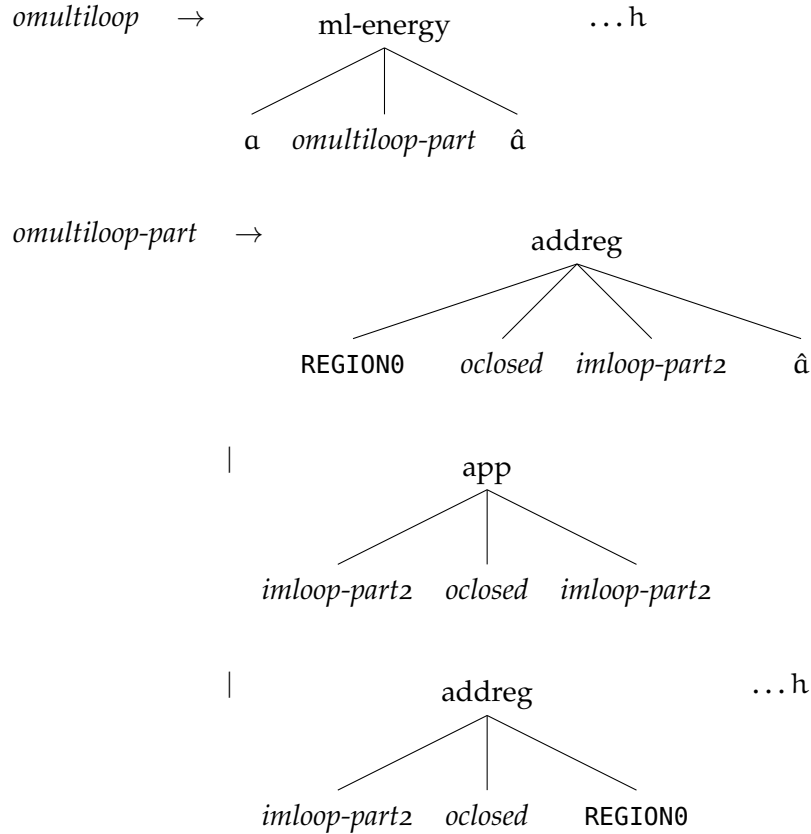 omultiloop → ml-energy ...h
a omultiloop-part â
omultiloop-part → addreg
REGION0 oclosed imloop-part2 â
| app
imloop-part2 oclosed imloop-part2
| addreg ...h
imloop-part2 oclosed REGION0